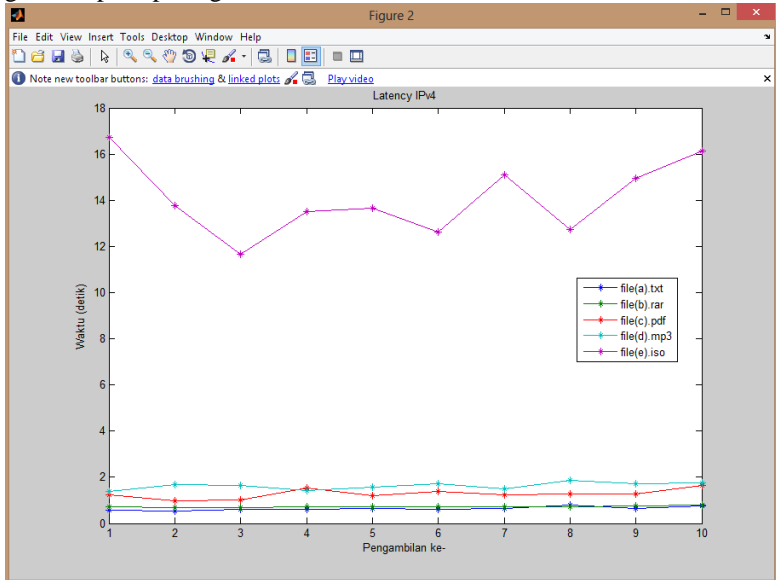 Figure 2
File Edit View Insert Tools Desktop Window Help
Note new toolbar buttons: data brushing & linked plots Play video
Latency IPv4
18
16
14
12
10
8
6
4
2
0
Waktu (detik)
file(a).txt
file(b).rar
file(c).pdf
file(d).mp3
file(e).iso
1 2 3 4 5 6 7 8 9 10
Pengambilan ke-